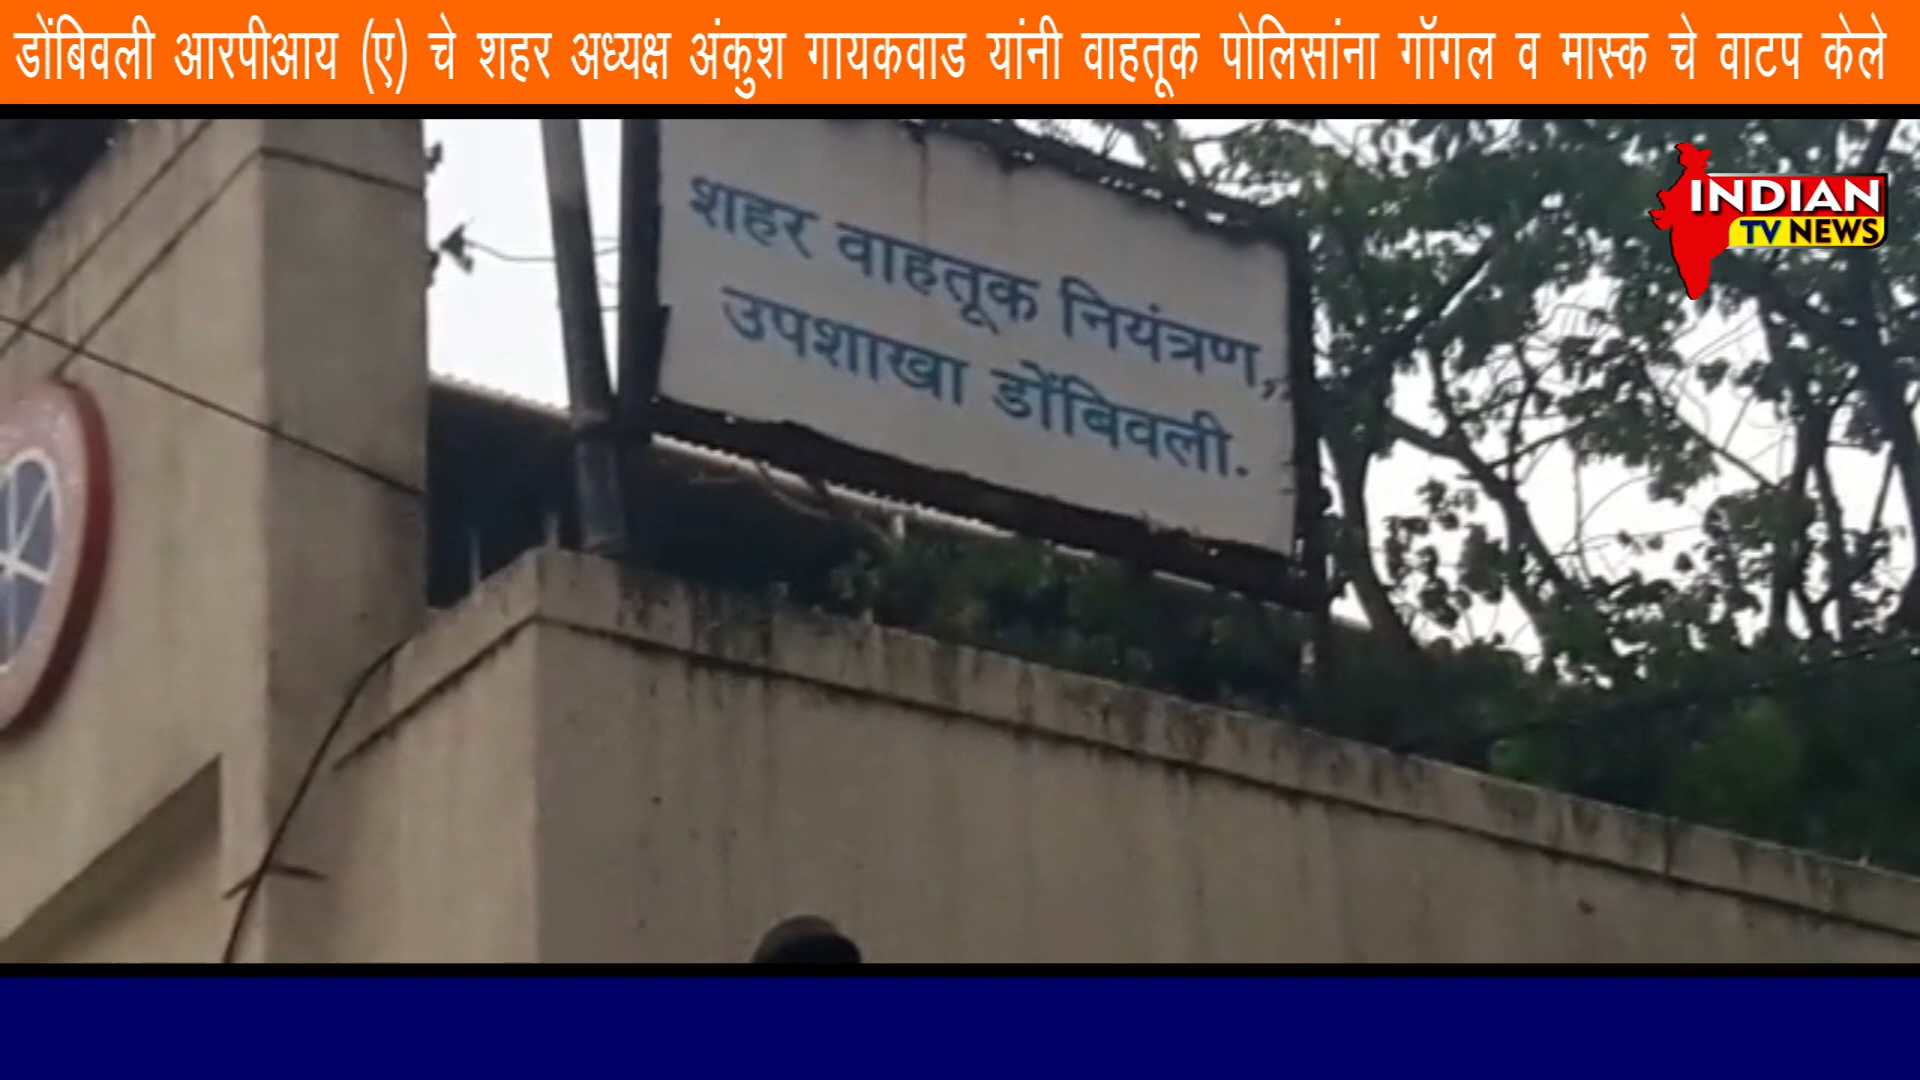 डोंबिवली आरपीआय (ए) चे शहर अध्यक्ष अंकुश गायकवाड यांनी वाहतूक पोलिसांना गॉगल व मास्क चे वाटप केले
INDIAN
TV NEWS
शहर वाहतूक नियंत्रण,
उपशाखा डोंबिवली.